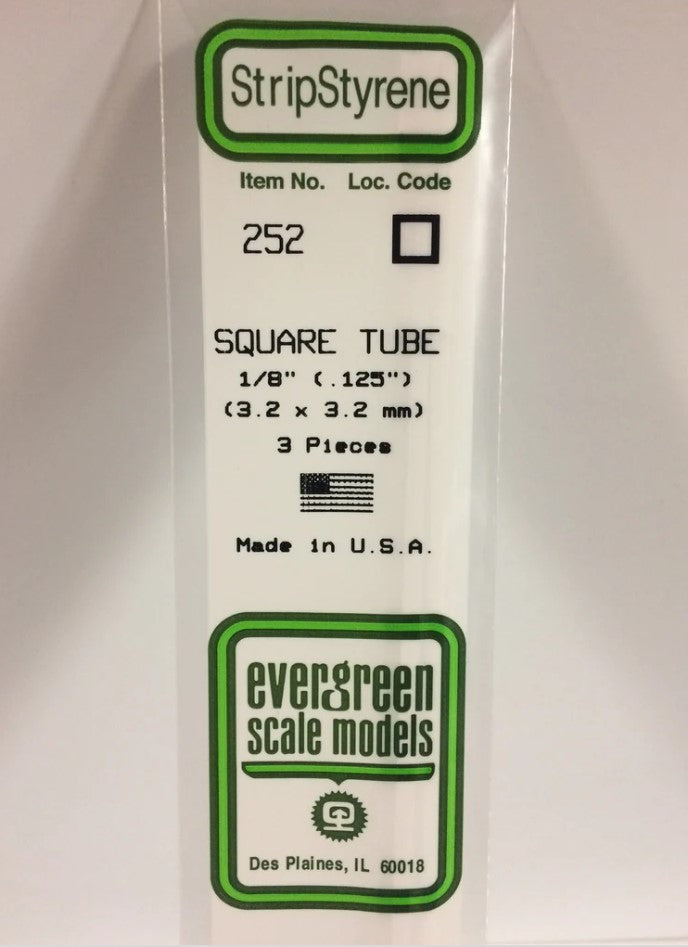 StripStyrene
Item No. Loc. Code
252
SQUARE TUBE
1/8" (.125")
(3.2 x 3.2 mm)
3 Pieces
Made in U.S.A.
evergreen
scale models
Des Plaines, IL 60018